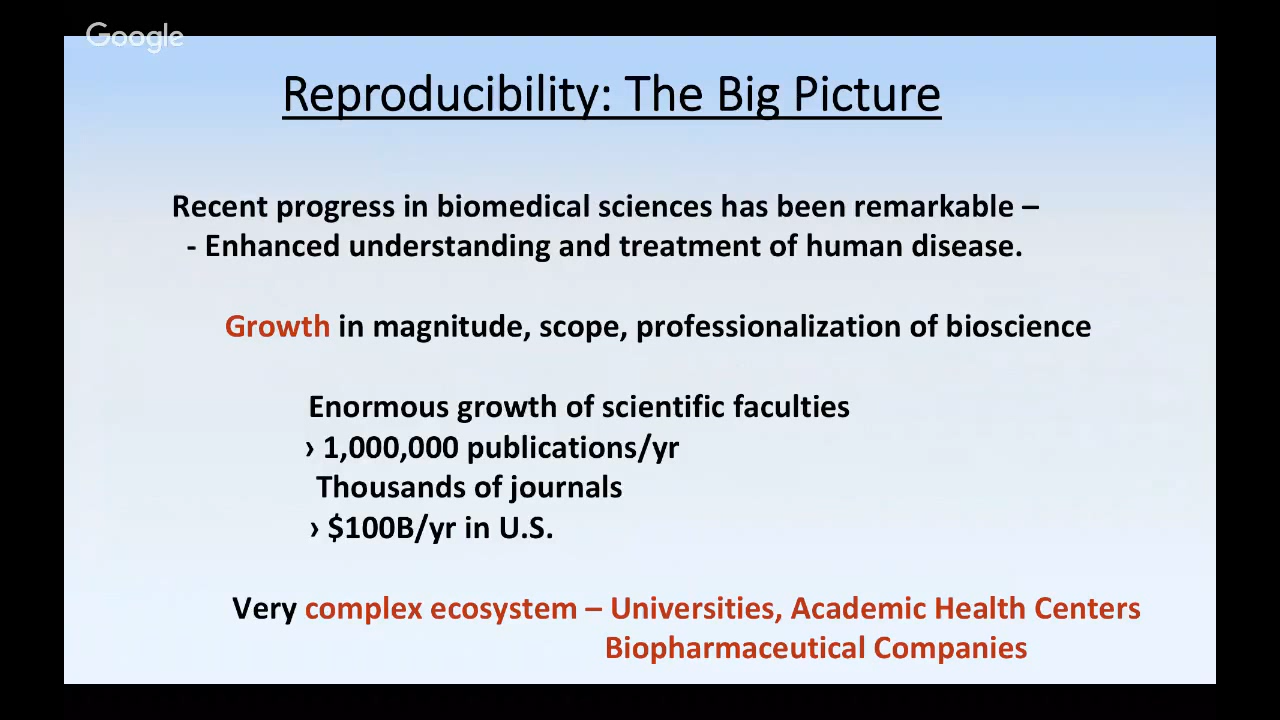 Google
Reproducibility: The Big Picture
Recent progress in biomedical sciences has been remarkable –
- Enhanced understanding and treatment of human disease.
Growth in magnitude, scope, professionalization of bioscience
Enormous growth of scientific faculties
› 1,000,000 publications/yr
Thousands of journals
› $100B/yr in U.S.
Very complex ecosystem – Universities, Academic Health Centers
Biopharmaceutical Companies